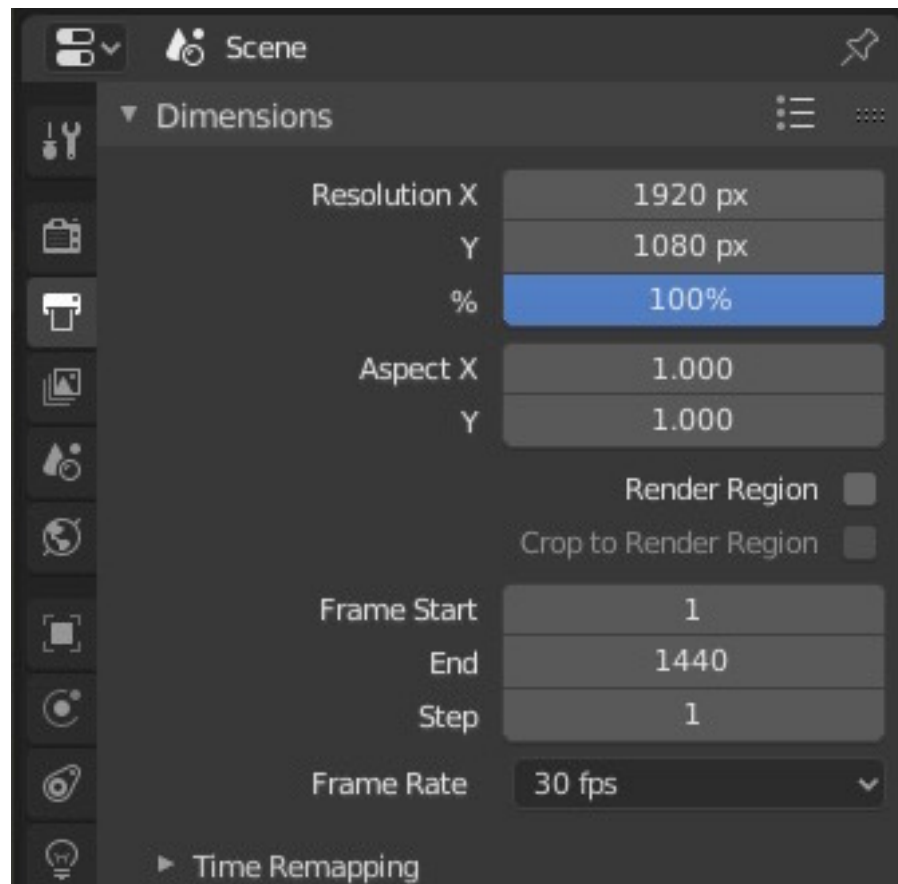 Scene
Dimensions
Resolution X 1920 px
Y 1080 px
% 100%
Aspect X 1.000
Y 1.000
Render Region
Crop to Render Region
Frame Start 1
End 1440
Step 1
Frame Rate 30 fps
Time Remapping